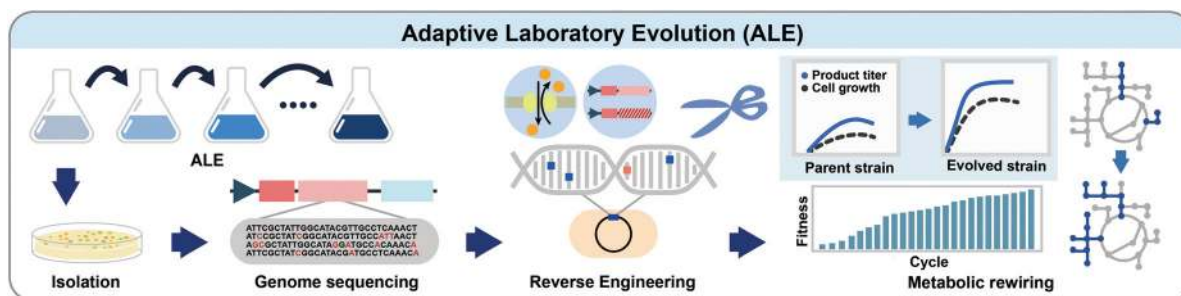 Adaptive Laboratory Evolution (ALE)
ALE
Isolation
ATTCGCTATTGGCATACGTTGCCTCAAACT
ATCCGCTATCGGCATACGTTGCCATTAACT
AGCGCTATTGGCATAGGATGCCACAAACA
ATTCGCTATCGGCATACGATGCCTCAAACA
Genome sequencing
Reverse Engineering
Product titer
Cell growth
Parent strain
Evolved strain
Fitness
Cycle
Metabolic rewiring